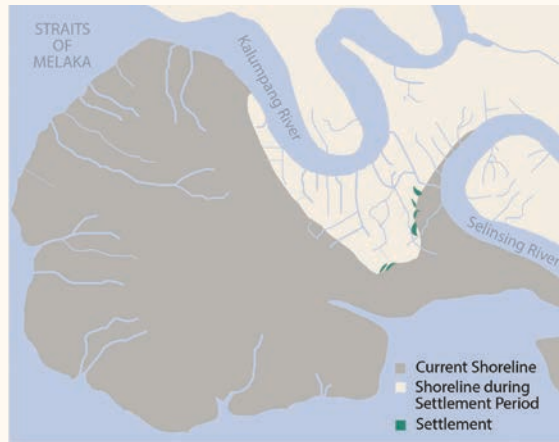 STRAITS
OF
MELAKA
Kalumpang River
Selinsing River
Current Shoreline
Shoreline during
Settlement Period
Settlement